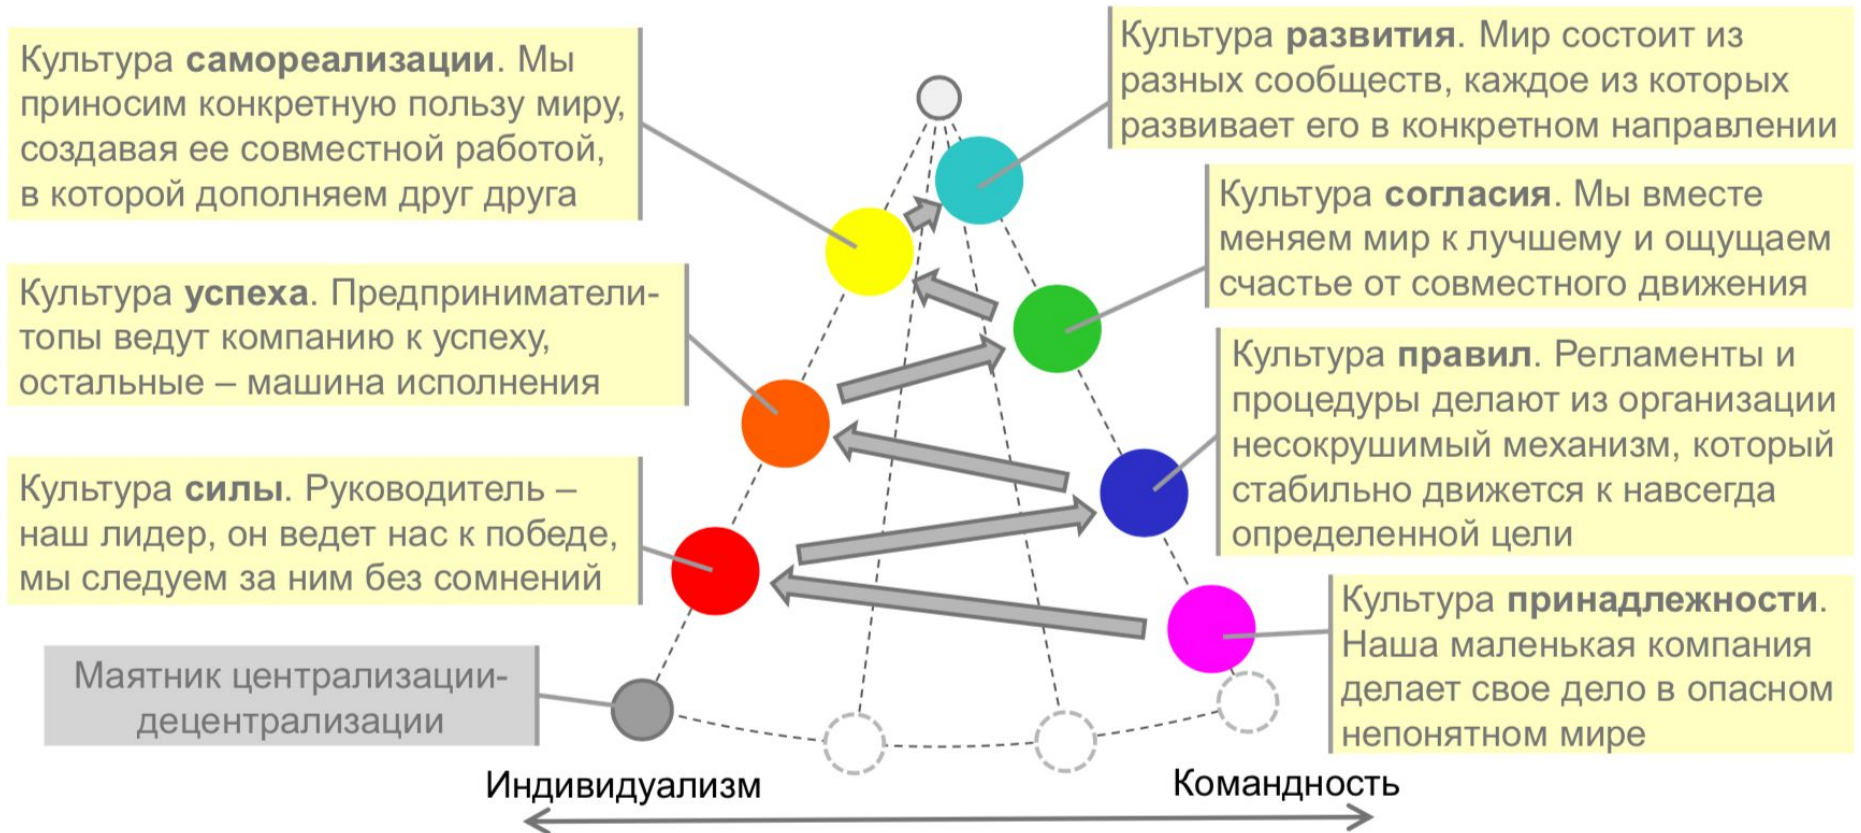 Культура самореализации. Мы
приносим конкретную пользу миру,
создавая ее совместной работой,
в которой дополняем друг друга
Культура успеха. Предприниматели-
топы ведут компанию к успеху,
остальные – машина исполнения
Культура силы. Руководитель –
наш лидер, он ведет нас к победе,
мы следуем за ним без сомнений
Маятник централизации-
децентрализации
Культура развития. Мир состоит из
разных сообществ, каждое из которых
развивает его в конкретном направлении
Культура согласия. Мы вместе
меняем мир к лучшему и ощущаем
счастье от совместного движения
Культура правил. Регламенты и
процедуры делают из организации
несокрушимый механизм, который
стабильно движется к навсегда
определенной цели
Культура принадлежности.
Наша маленькая компания
делает свое дело в опасном
непонятном мире
Индивидуализм
Командность